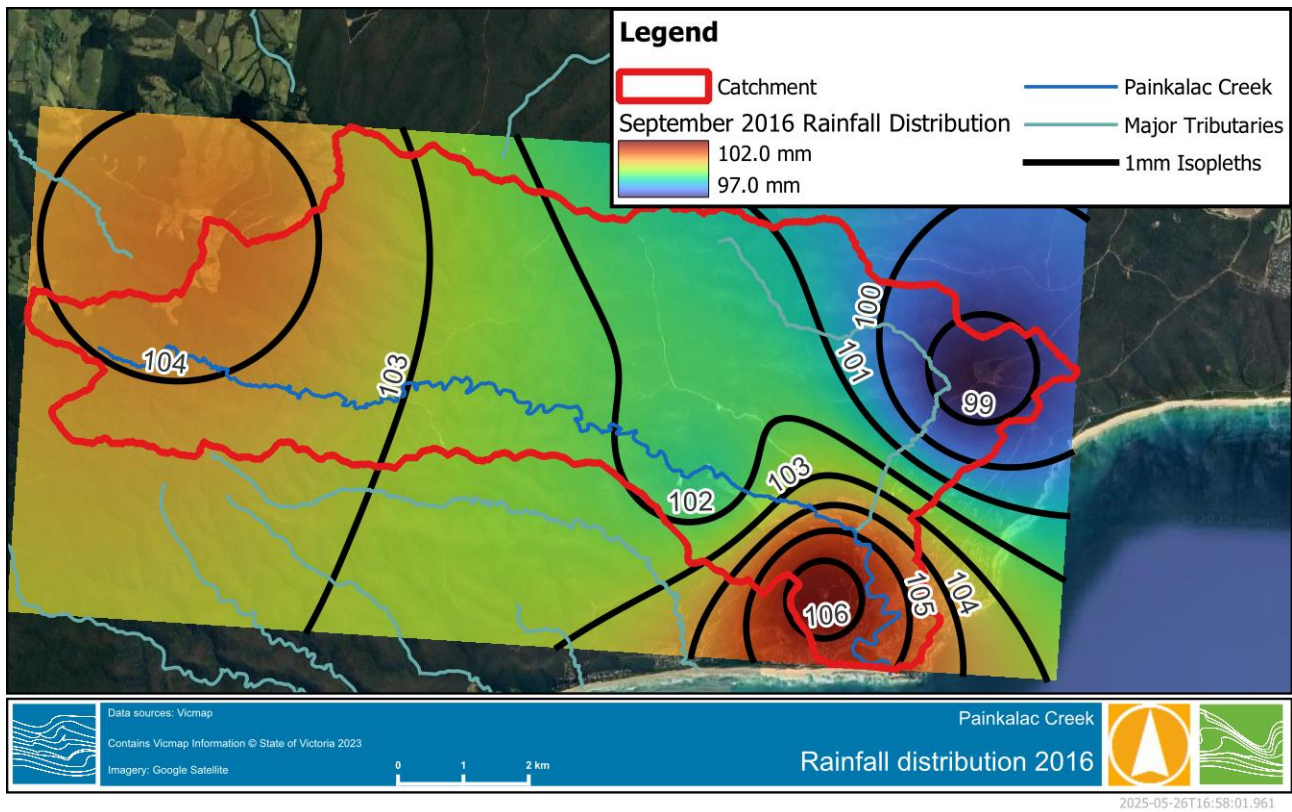 Legend
Catchment
September 2016 Rainfall Distribution
102.0 mm
97.0 mm
Painkalac Creek
Major Tributaries
1mm Isopleths
104
103
102
103
101
100
99
106
105
104
Data sources: Vicmap
Contains Vicmap Information © State of Victoria 2023
Imagery: Google Satellite
0 1 2 km
Painkalac Creek
Rainfall distribution 2016
2025-05-26T16:58:01.961